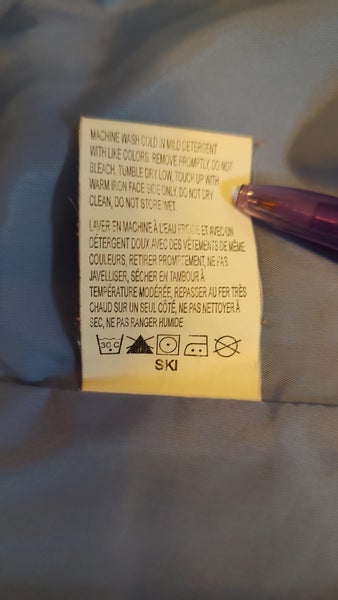 MACHINE WASH COLD IN MILD DETERGENT
WITH LIKE COLORS. REMOVE PROMPTLY. DO NOT
BLEACH. TUMBLE DRY LOW, TOUCH UP WITH
WARM IRON FACE SIDE ONLY. DO NOT DRY
CLEAN, DO NOT STORE WET.
LAVER EN MACHINE À L'EAU FROIDE ET AVEC UN
DÉTERGENT DOUX AVEC DES VÊTEMENTS DE MÊME
COULEURS, RETIRER PROMPTEMENT, NE PAS
JAVELLISER, SÉCHER EN TAMBOUR À
TEMPÉRATURE MODÉRÉE, REPASSER AU FER TRÈS
CHAUD SUR UN SEUL CÔTÉ, NE PAS NETTOYER À
SEC, NE PAS RANGER HUMIDE
30 C
SKI